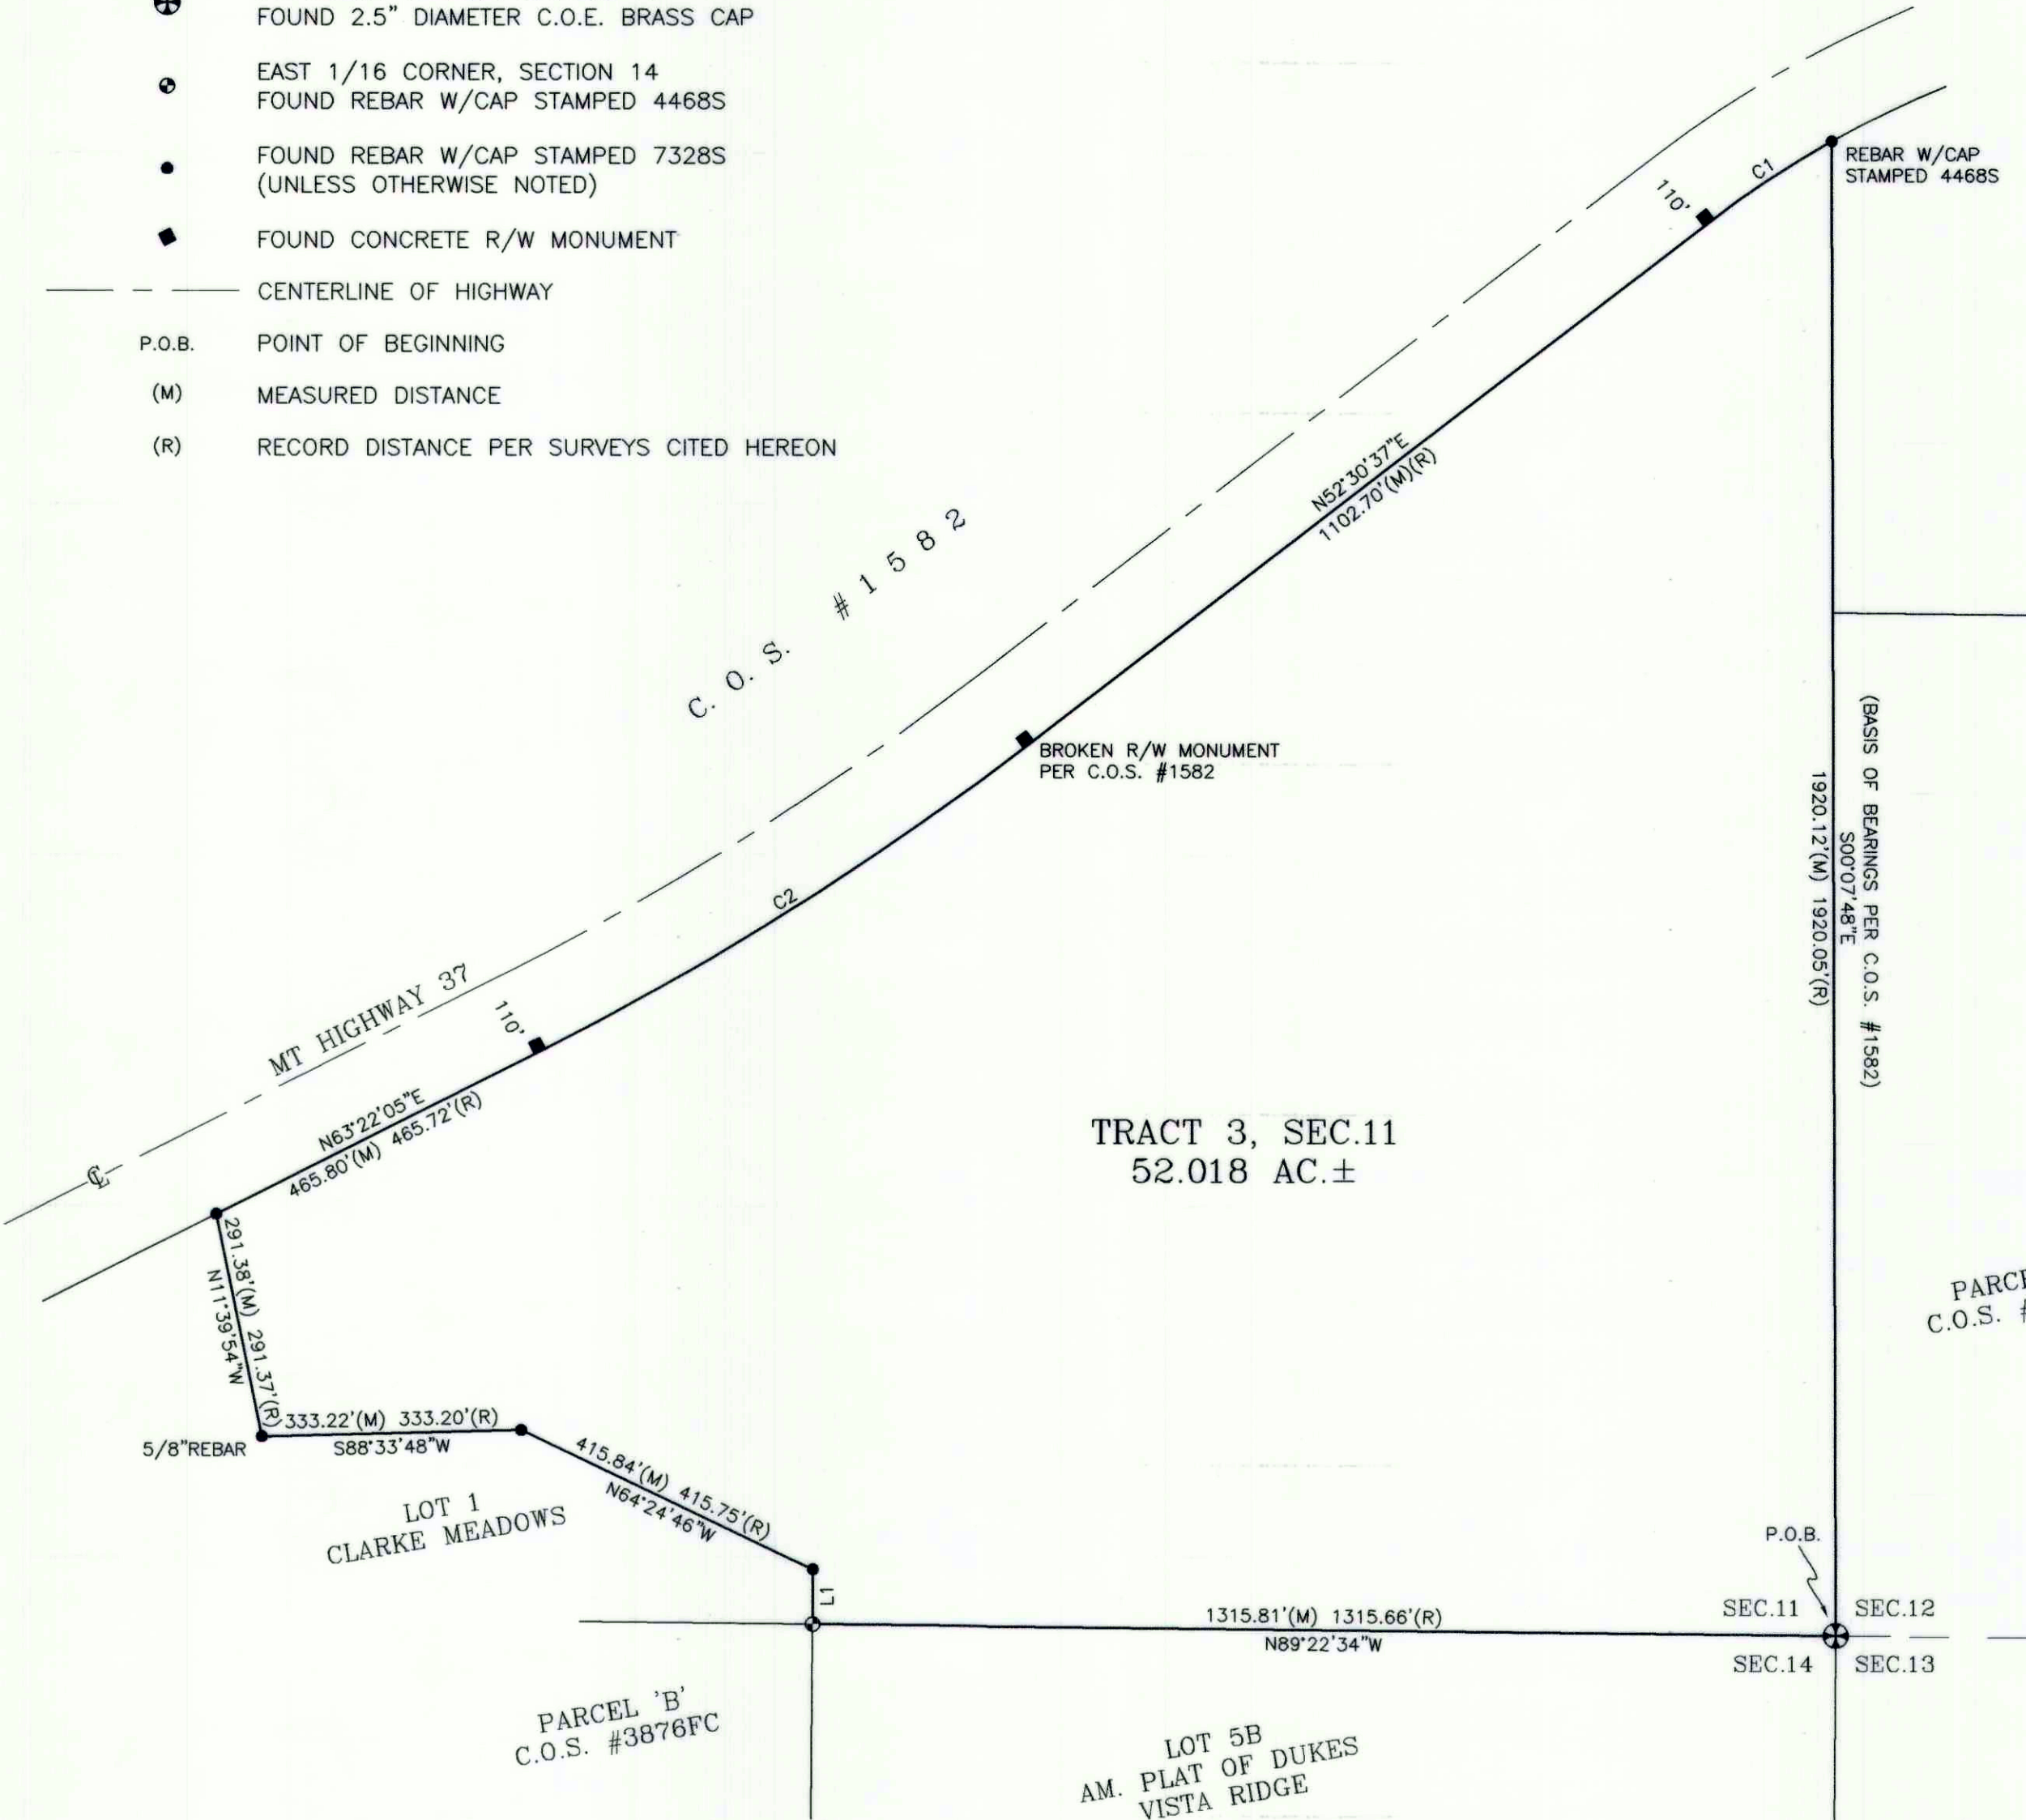 FOUND 2.5" DIAMETER C.O.E. BRASS CAP
EAST 1/16 CORNER, SECTION 14
FOUND REBAR W/CAP STAMPED 4468S
FOUND REBAR W/CAP STAMPED 7328S
(UNLESS OTHERWISE NOTED)
FOUND CONCRETE R/W MONUMENT
CENTERLINE OF HIGHWAY
P.O.B. POINT OF BEGINNING
(M) MEASURED DISTANCE
(R) RECORD DISTANCE PER SURVEYS CITED HEREON
C1
REBAR W/CAP
STAMPED 4468S
110'
N52°30'37"E
1102.70'(M)(R)
C. O. S. #1582
BROKEN R/W MONUMENT
PER C.O.S. #1582
(BASIS OF BEARINGS PER C.O.S. #1582)
S00°07'48"E
1920.12'(M) 1920.05'(R)
C2
MT HIGHWAY 37
110'
℄
N63°22'05"E
465.80'(M) 465.72'(R)
TRACT 3, SEC.11
52.018 AC.±
291.38'(M) 291.37'(R)
N11°39'54"W
PARCE
C.O.S. #
333.22'(M) 333.20'(R)
S88°33'48"W
5/8"REBAR
415.84'(M) 415.75'(R)
N64°24'46"W
LOT 1
CLARKE MEADOWS
L1
P.O.B.
1315.81'(M) 1315.66'(R)
N89°22'34"W
SEC.11 SEC.12
SEC.14 SEC.13
PARCEL 'B'
C.O.S. #3876FC
LOT 5B
AM. PLAT OF DUKES
VISTA RIDGE